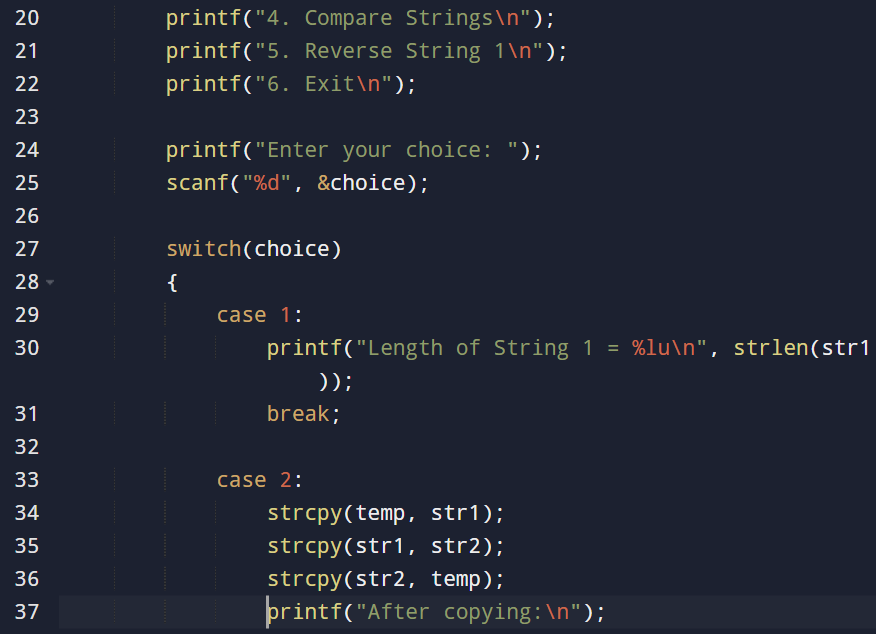 20 printf("4. Compare Strings\n");
21 printf("5. Reverse String 1\n");
22 printf("6. Exit\n");
23
24 printf("Enter your choice: ");
25 scanf("%d", &choice);
26
27 switch(choice)
28 {
29 case 1:
30 printf("Length of String 1 = %lu\n", strlen(str1
));
31 break;
32
33 case 2:
34 strcpy(temp, str1);
35 strcpy(str1, str2);
36 strcpy(str2, temp);
37 printf("After copying:\n");